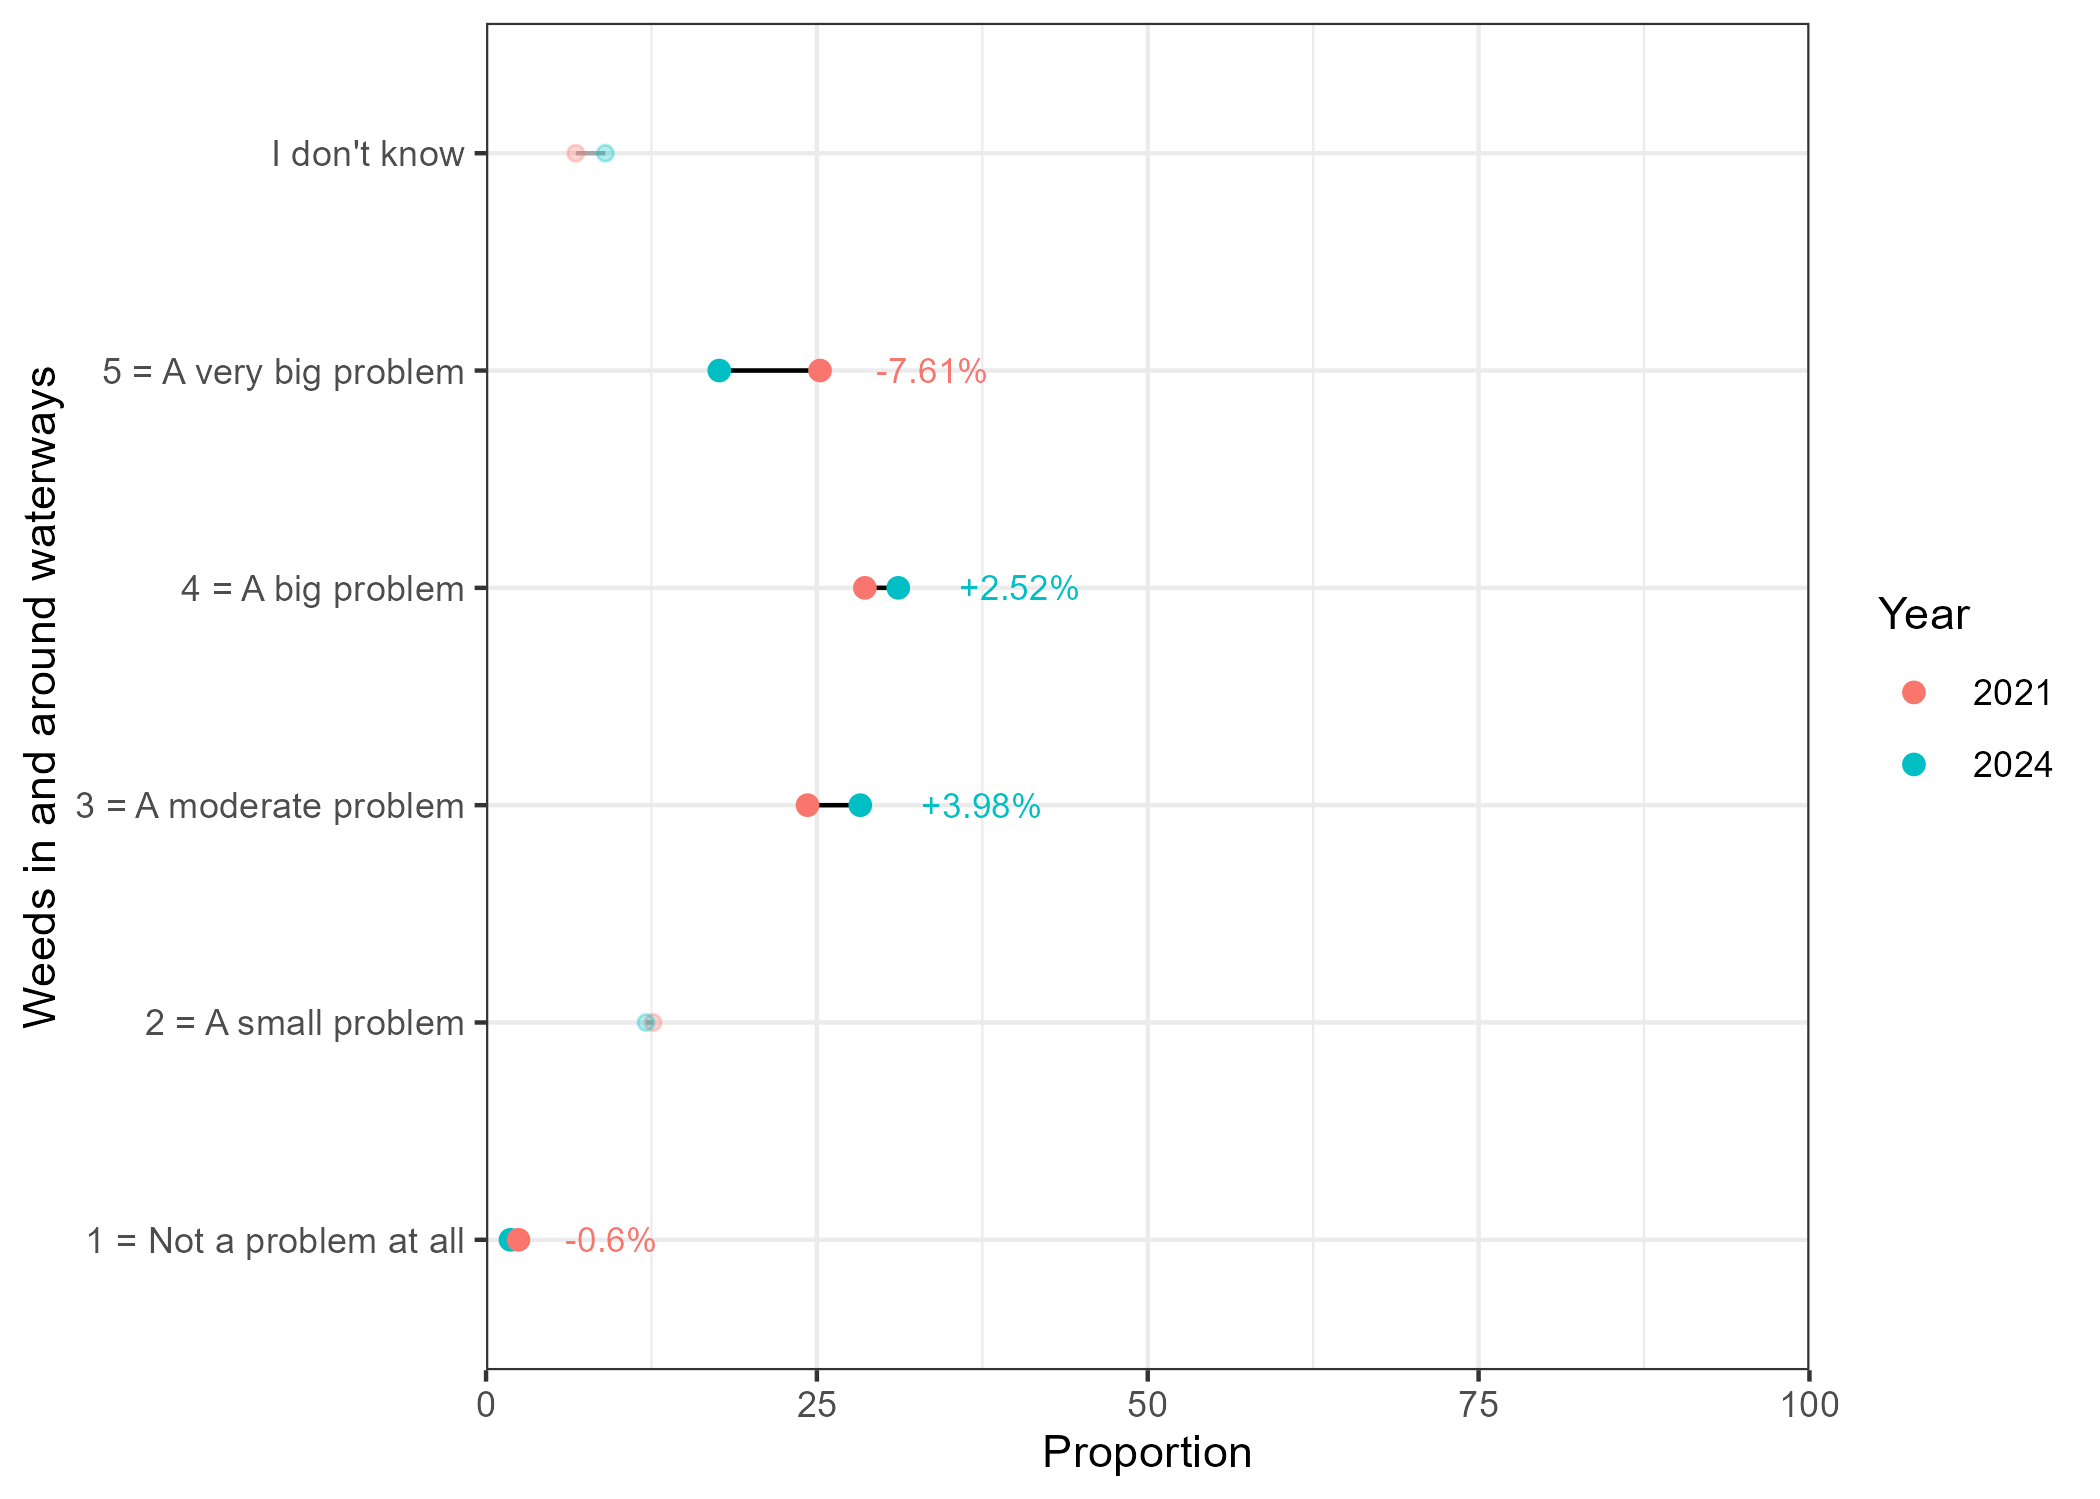 Weeds in and around waterways
I don't know
5 = A very big problem
-7.61%
4 = A big problem
+2.52%
3 = A moderate problem
+3.98%
2 = A small problem
1 = Not a problem at all
-0.6%
0 25 50 75 100
Proportion
Year
2021
2024